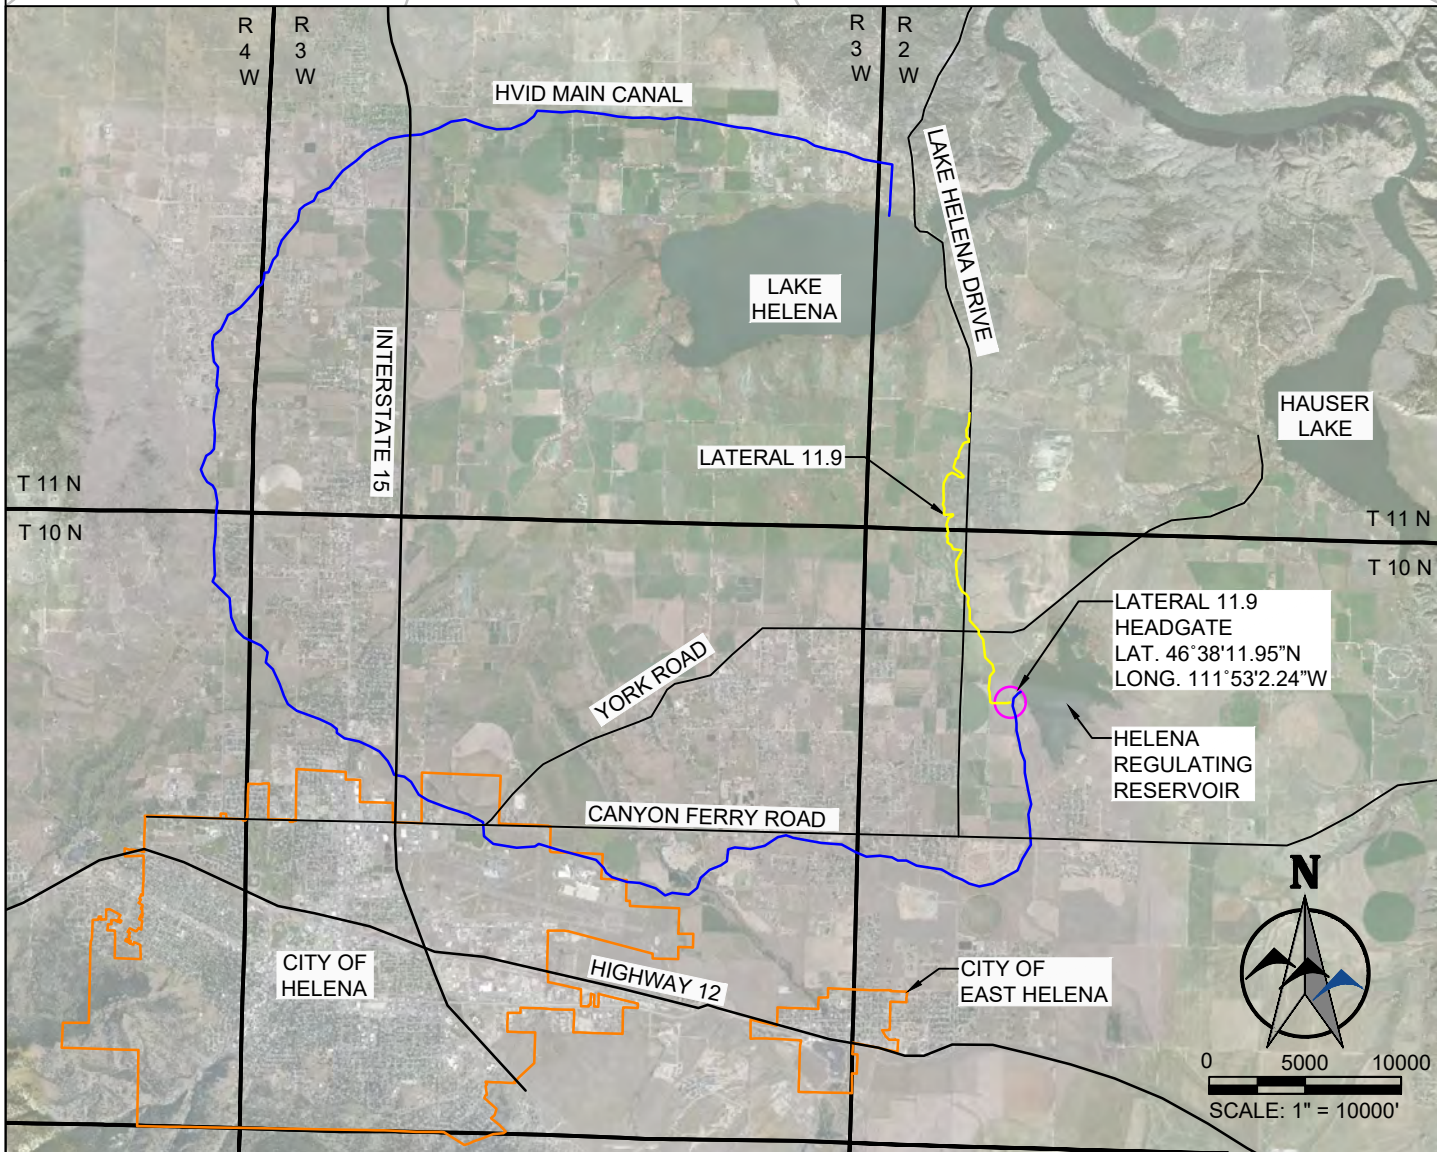 R
4
W
R
3
W
R
3
W
R
2
W
HVID MAIN CANAL
LAKE HELENA DRIVE
LAKE
HELENA
INTERSTATE 15
HAUSER
LAKE
LATERAL 11.9
T 11 N
T 10 N
T 11 N
T 10 N
LATERAL 11.9
HEADGATE
LAT. 46°38'11.95”N
LONG. 111°53'2.24”W
YORK ROAD
HELENA
REGULATING
RESERVOIR
CANYON FERRY ROAD
CITY OF
HELENA
HIGHWAY 12
CITY OF
EAST HELENA
N
0 5000 10000
SCALE: 1" = 10000'